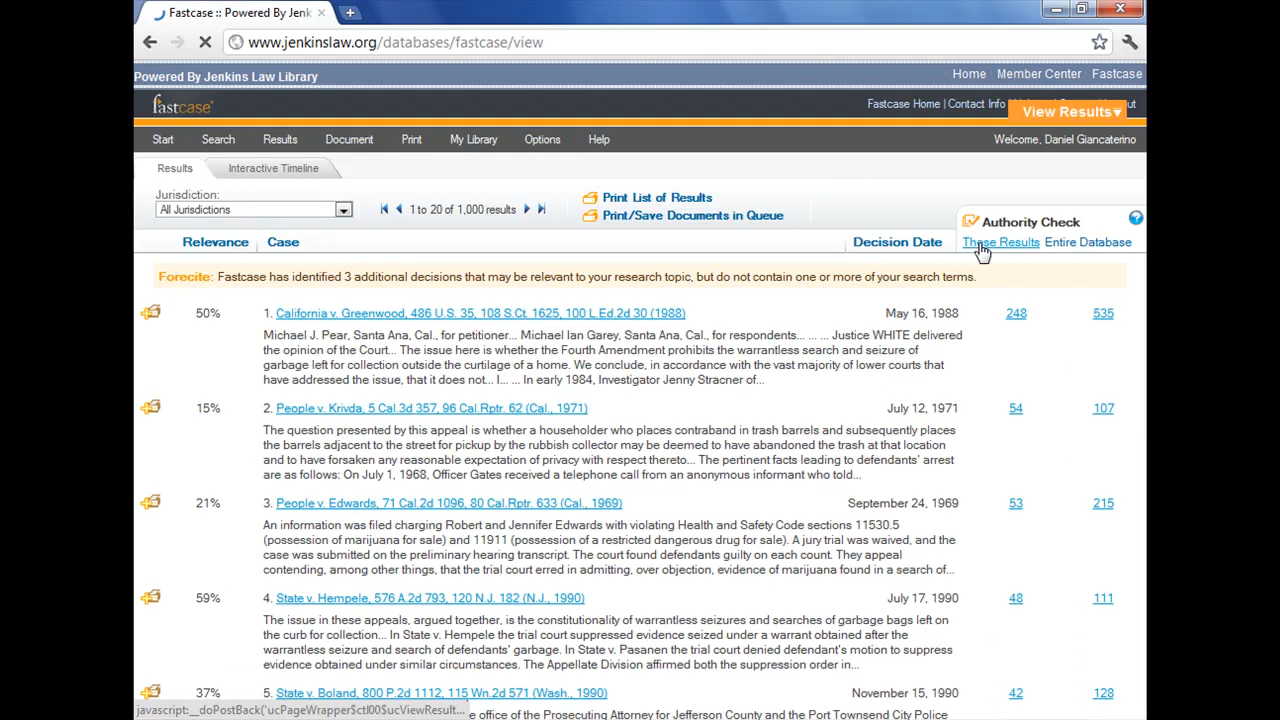 Fastcase :: Powered By Jenk
www.jenkinslaw.org/databases/fastcase/view
Powered By Jenkins Law Library
Home Member Center Fastcase
fastcase
Fastcase Home | Contact Info
View Results
Start Search Results Document Print My Library Options Help
Welcome, Daniel Giancaterino
Results Interactive Timeline
Jurisdiction:
All Jurisdictions
1 to 20 of 1,000 results
Print List of Results
Print/Save Documents in Queue
Authority Check
Relevance Case Decision Date These Results Entire Database
Forecite: Fastcase has identified 3 additional decisions that may be relevant to your research topic, but do not contain one or more of your search terms.
50% 1. California v. Greenwood, 486 U.S. 35, 108 S.Ct. 1625, 100 L.Ed.2d 30 (1988) May 16, 1988 248 535
Michael J. Pear, Santa Ana, Cal., for petitioner... Michael Ian Garey, Santa Ana, Cal., for respondents... ... ... Justice WHITE delivered
the opinion of the Court... The issue here is whether the Fourth Amendment prohibits the warrantless search and seizure of
garbage left for collection outside the curtilage of a home. We conclude, in accordance with the vast majority of lower courts that
have addressed the issue, that it does not... I... ... In early 1984, Investigator Jenny Stracner of...
15% 2. People v. Krivda, 5 Cal.3d 357, 96 Cal.Rptr. 62 (Cal., 1971) July 12, 1971 54 107
The question presented by this appeal is whether a householder who places contraband in trash barrels and subsequently places
the barrels adjacent to the street for pickup by the rubbish collector may be deemed to have abandoned the trash at that location
and to have forsaken any reasonable expectation of privacy with respect thereto... The pertinent facts leading to defendants' arrest
are as follows: On July 1, 1968, Officer Gates received a telephone call from an anonymous informant who told...
21% 3. People v. Edwards, 71 Cal.2d 1096, 80 Cal.Rptr. 633 (Cal., 1969) September 24, 1969 53 215
An information was filed charging Robert and Jennifer Edwards with violating Health and Safety Code sections 11530.5
(possession of marijuana for sale) and 11911 (possession of a restricted dangerous drug for sale). A jury trial was waived, and the
case was submitted on the preliminary hearing transcript. The court found defendants guilty on each count. They appeal
contending, among other things, that the trial court erred in admitting, over objection, evidence of marijuana found in a search of...
59% 4. State v. Hempele, 576 A.2d 793, 120 N.J. 182 (N.J., 1990) July 17, 1990 48 111
The issue in these appeals, argued together, is the constitutionality of warrantless seizures and searches of garbage bags left on
the curb for collection... In State v. Hempele the trial court suppressed evidence seized under a warrant obtained after the
warrantless seizure and search of defendants' garbage. In State v. Pasanen the trial court denied defendant's motion to suppress
evidence obtained under similar circumstances. The Appellate Division affirmed both the suppression order in...
37% 5. State v. Boland, 800 P.2d 1112, 115 Wn.2d 571 (Wash., 1990) November 15, 1990 42 128
javascript:__doPostBack('ucPageWrapper$ctl00$ucViewResult...
e office of the Prosecuting Attorney for Jefferson County and the Port Townsend City Police